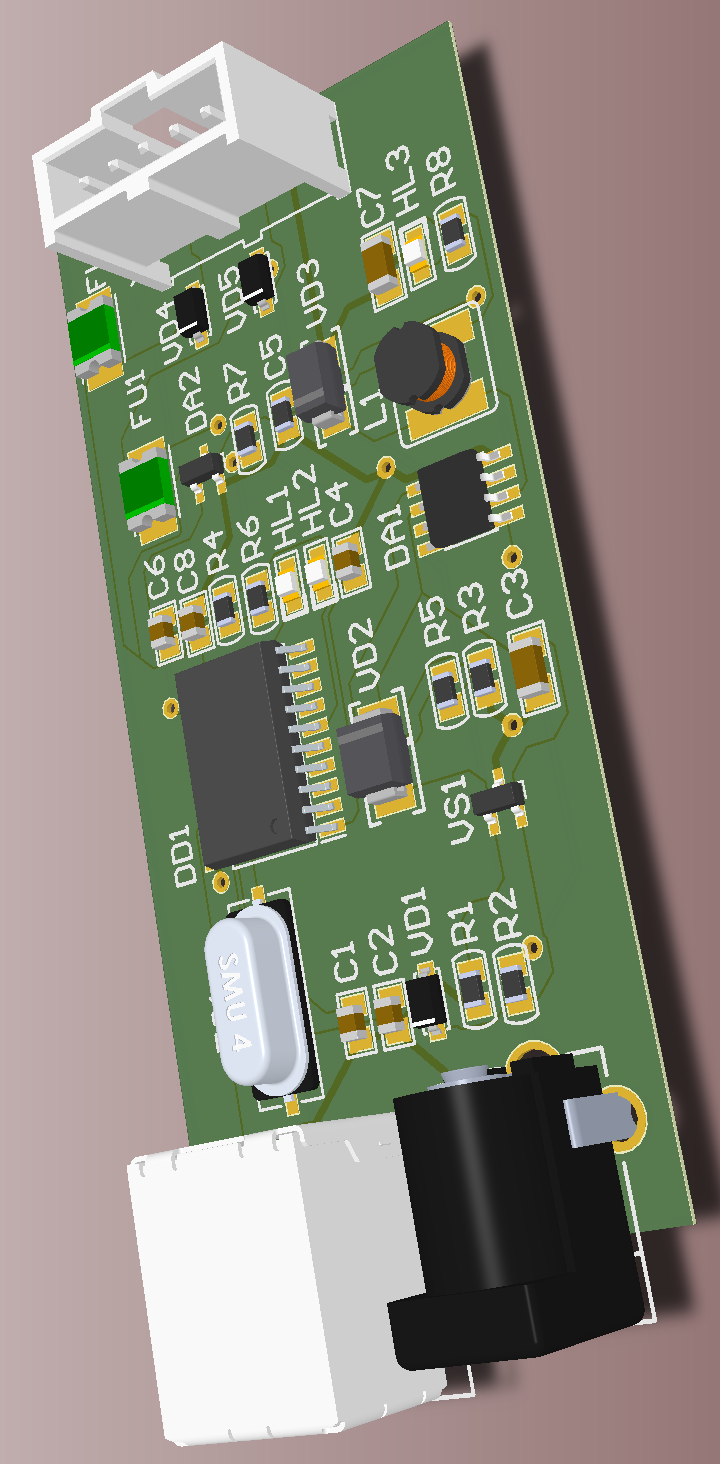 C7
HL3
R8
VD4
VD5
VD3
FU1
DA2
R7
C5
L1
C6
C8
R4
R6
HL1
HL2
C4
DA1
VD2
R5
R3
C3
DD1
VS1
C1
C2
VD1
R1
R2
SMU 4